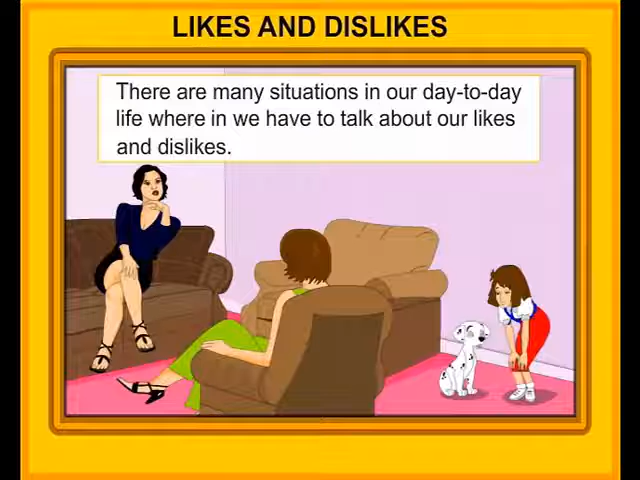 LIKES AND DISLIKES
There are many situations in our day-to-day
life where in we have to talk about our likes
and dislikes.